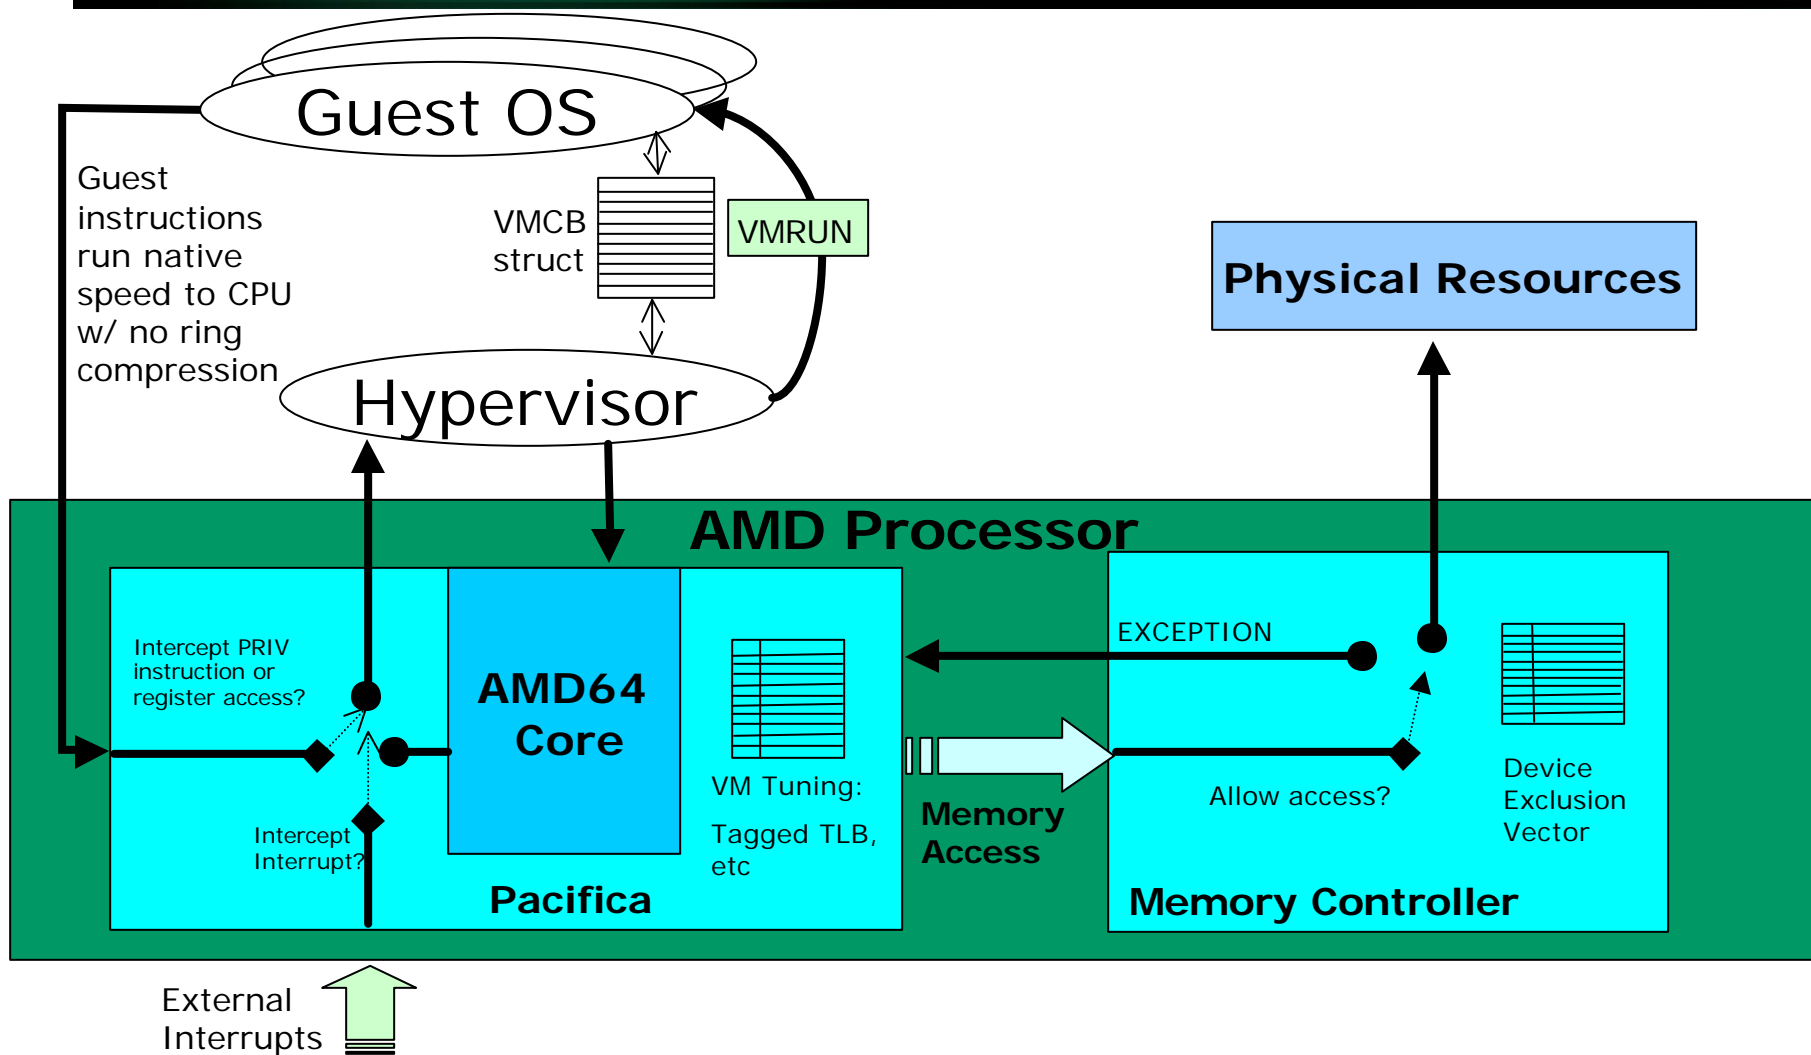 Guest OS
Guest
instructions
run native
speed to CPU
w/ no ring
compression
VMCB
struct
VMRUN
Hypervisor
Physical Resources
AMD Processor
Intercept PRIV
instruction or
register access?
Intercept
Interrupt?
AMD64
Core
VM Tuning:
Tagged TLB,
etc
Pacifica
Memory
Access
EXCEPTION
Allow access?
Device
Exclusion
Vector
Memory Controller
External
Interrupts